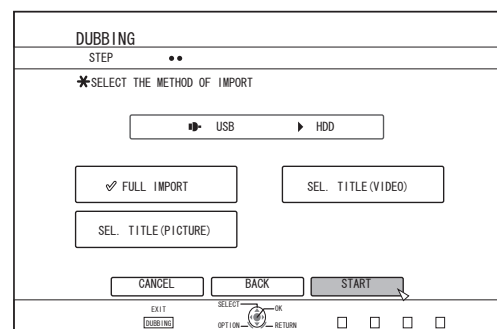 DUBBING
STEP
SELECT THE METHOD OF IMPORT
USB HDD
FULL IMPORT SEL. TITLE(VIDEO)
SEL. TITLE(PICTURE)
CANCEL BACK START
EXIT SELECT OK
DUBBING OPTION RETURN